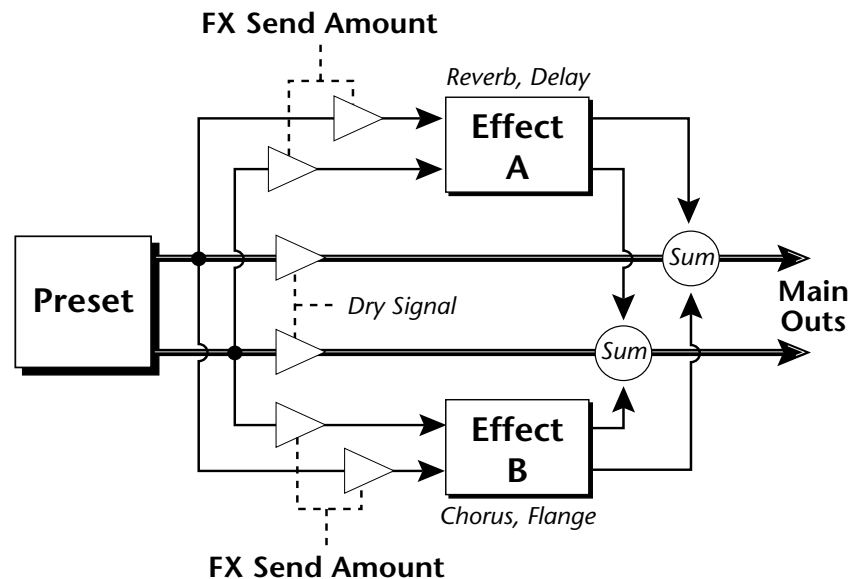 FX Send Amount
Reverb, Delay
Effect
A
Sum
Preset
Dry Signal
Main
Outs
Sum
Effect
B
Chorus, Flange
FX Send Amount